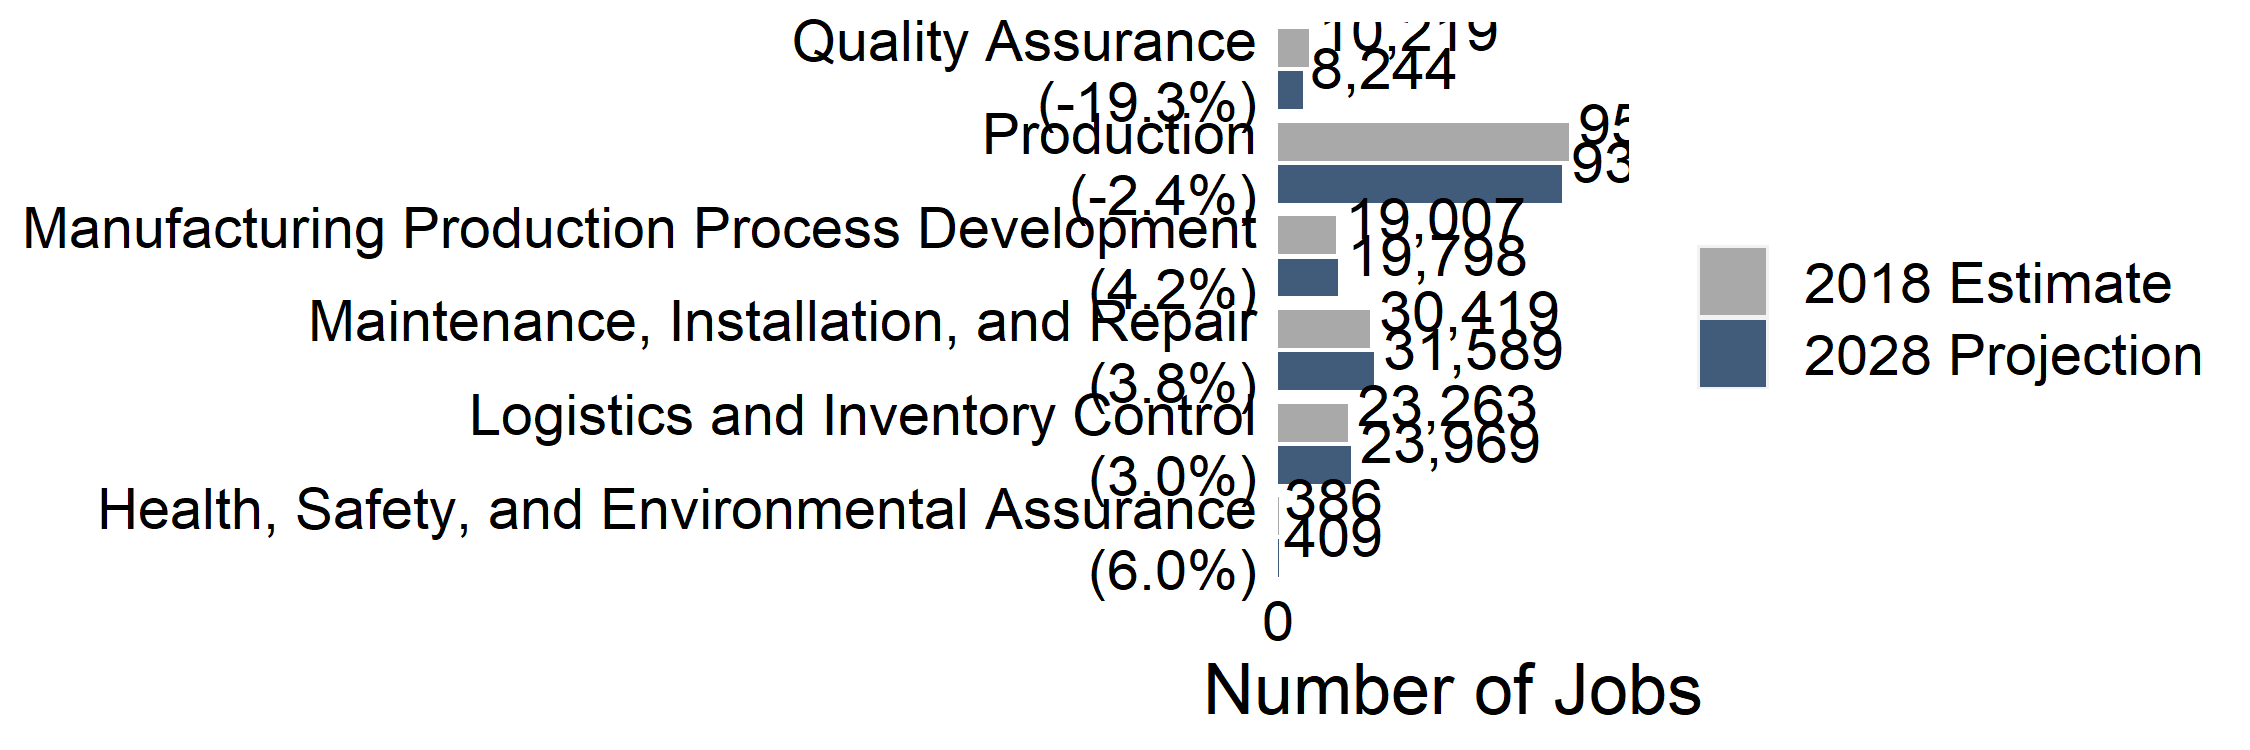 Quality Assurance
(-19.3%)
10,219
8,244
Production
(-2.4%)
95
93
Manufacturing Production Process Development
(4.2%)
19,007
19,798
Maintenance, Installation, and Repair
(3.8%)
30,419
31,589
Logistics and Inventory Control
(3.0%)
23,263
23,969
Health, Safety, and Environmental Assurance
(6.0%)
386
409
0
Number of Jobs
2018 Estimate
2028 Projection